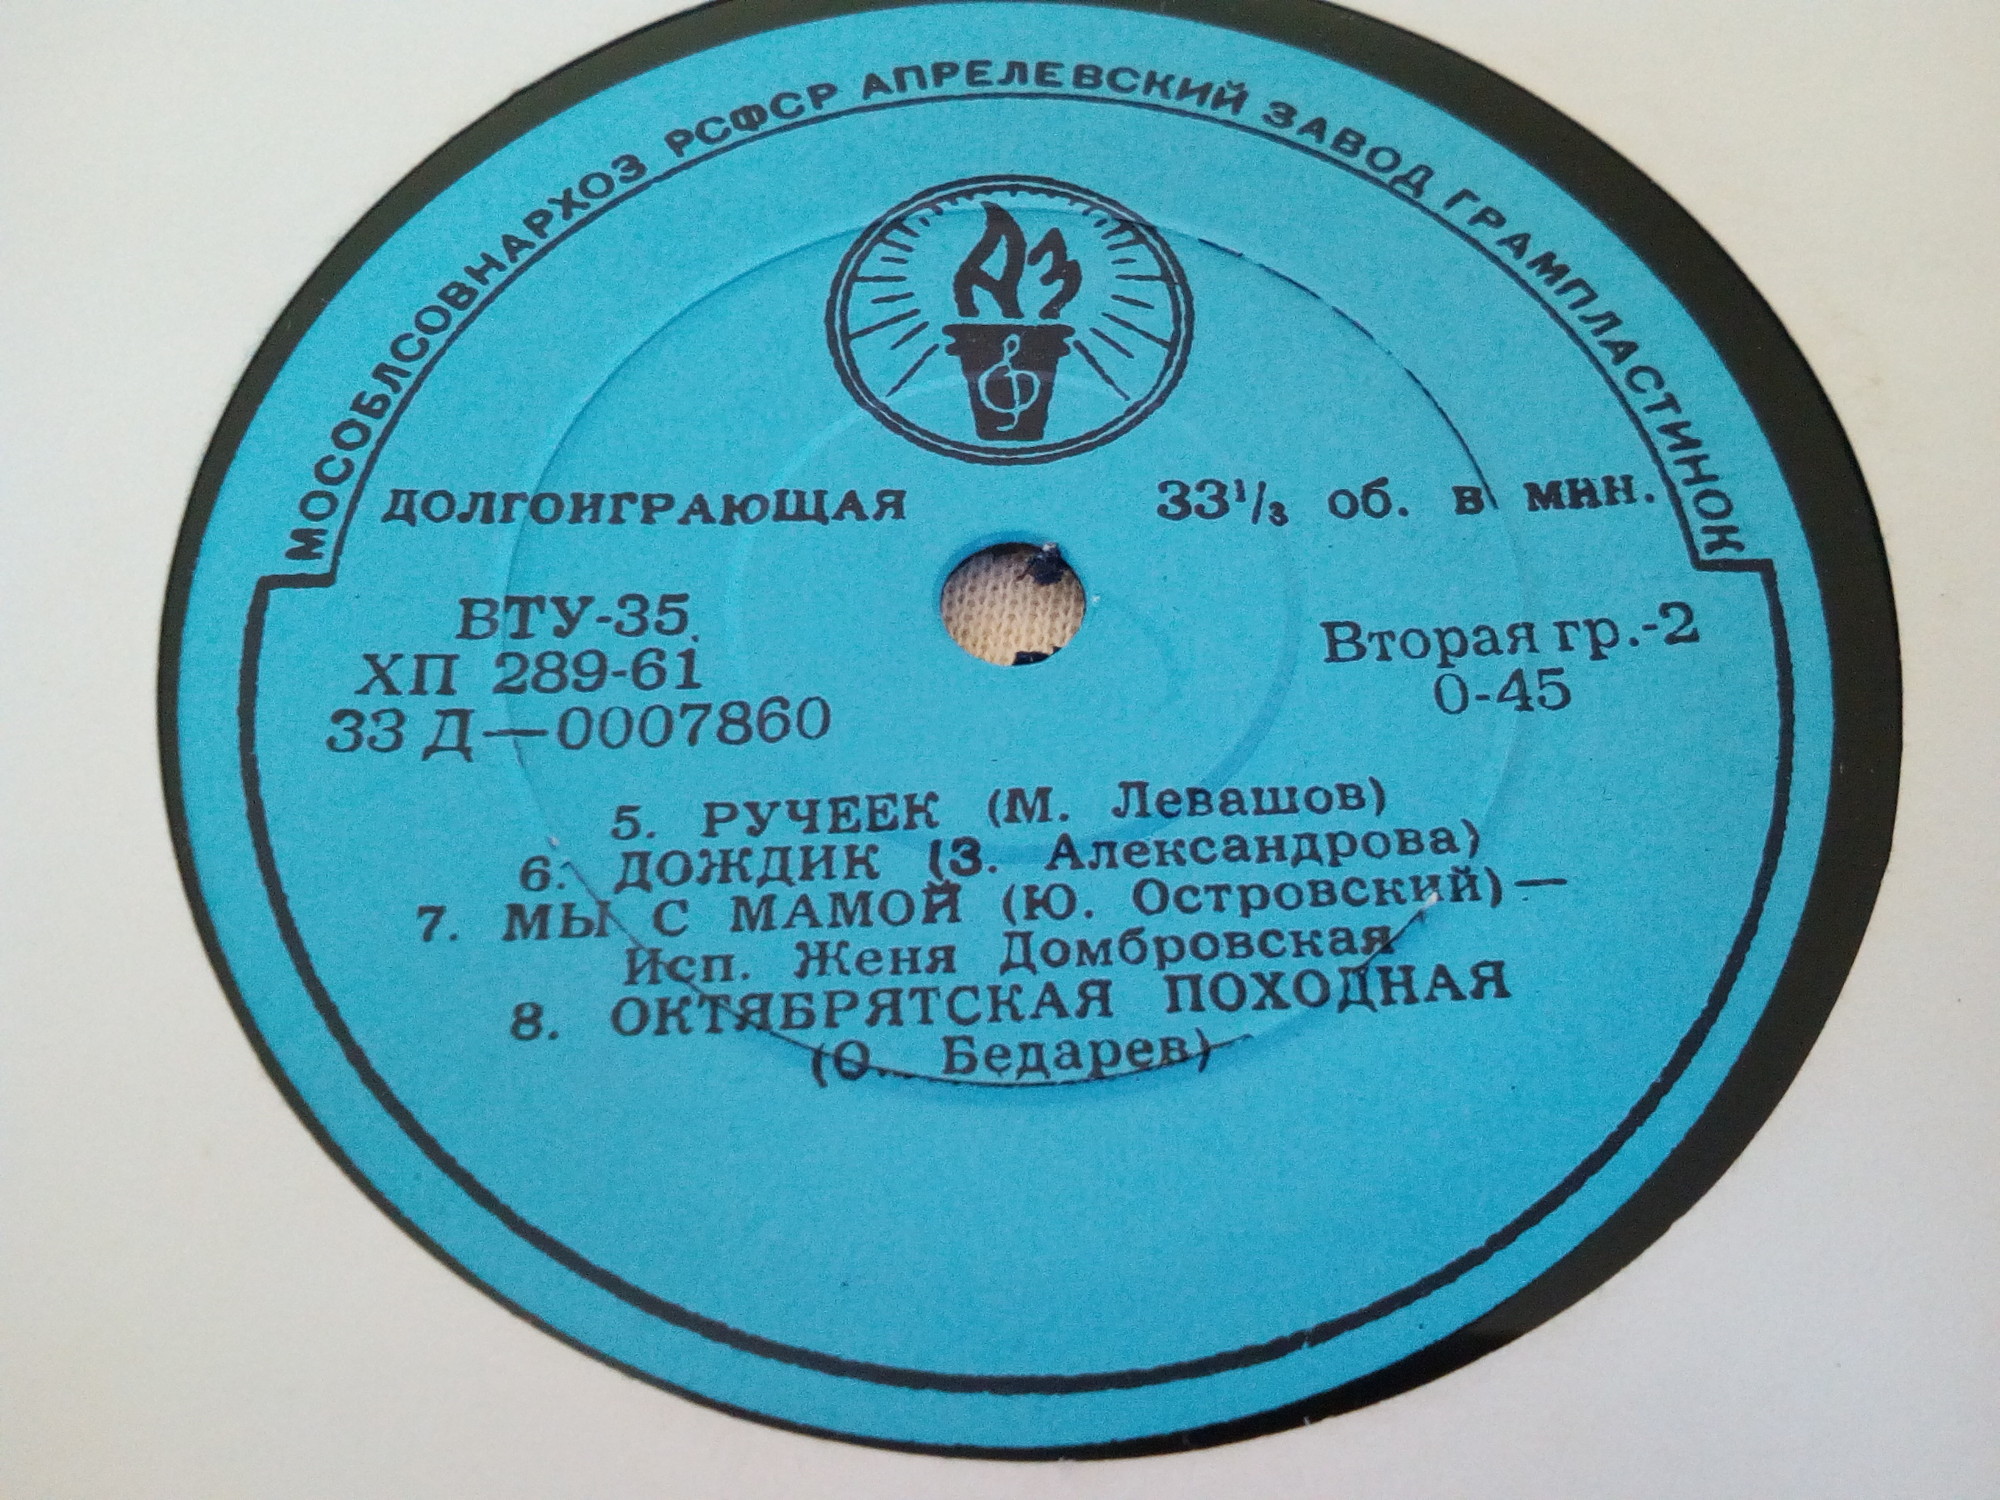 МОСОБЛСОВНАРХОЗ РСФСР АПРЕЛЕВСКИЙ ЗАВОД ГРАМПЛАСТИНОК
АЗ
ДОЛГОИГРАЮЩАЯ 33⅓ об. в мин.
ВТУ-35
ХП 289-61
33 Д—0007860
Вторая гр.-2
0-45
5. РУЧЕЕК (М. Левашов)
6. ДОЖДИК (З. Александрова)
7. МЫ С МАМОЙ (Ю. Островский)—
Исп. Женя Домбровская
8. ОКТЯБРЯТСКАЯ ПОХОДНАЯ
(О. Бедарев)